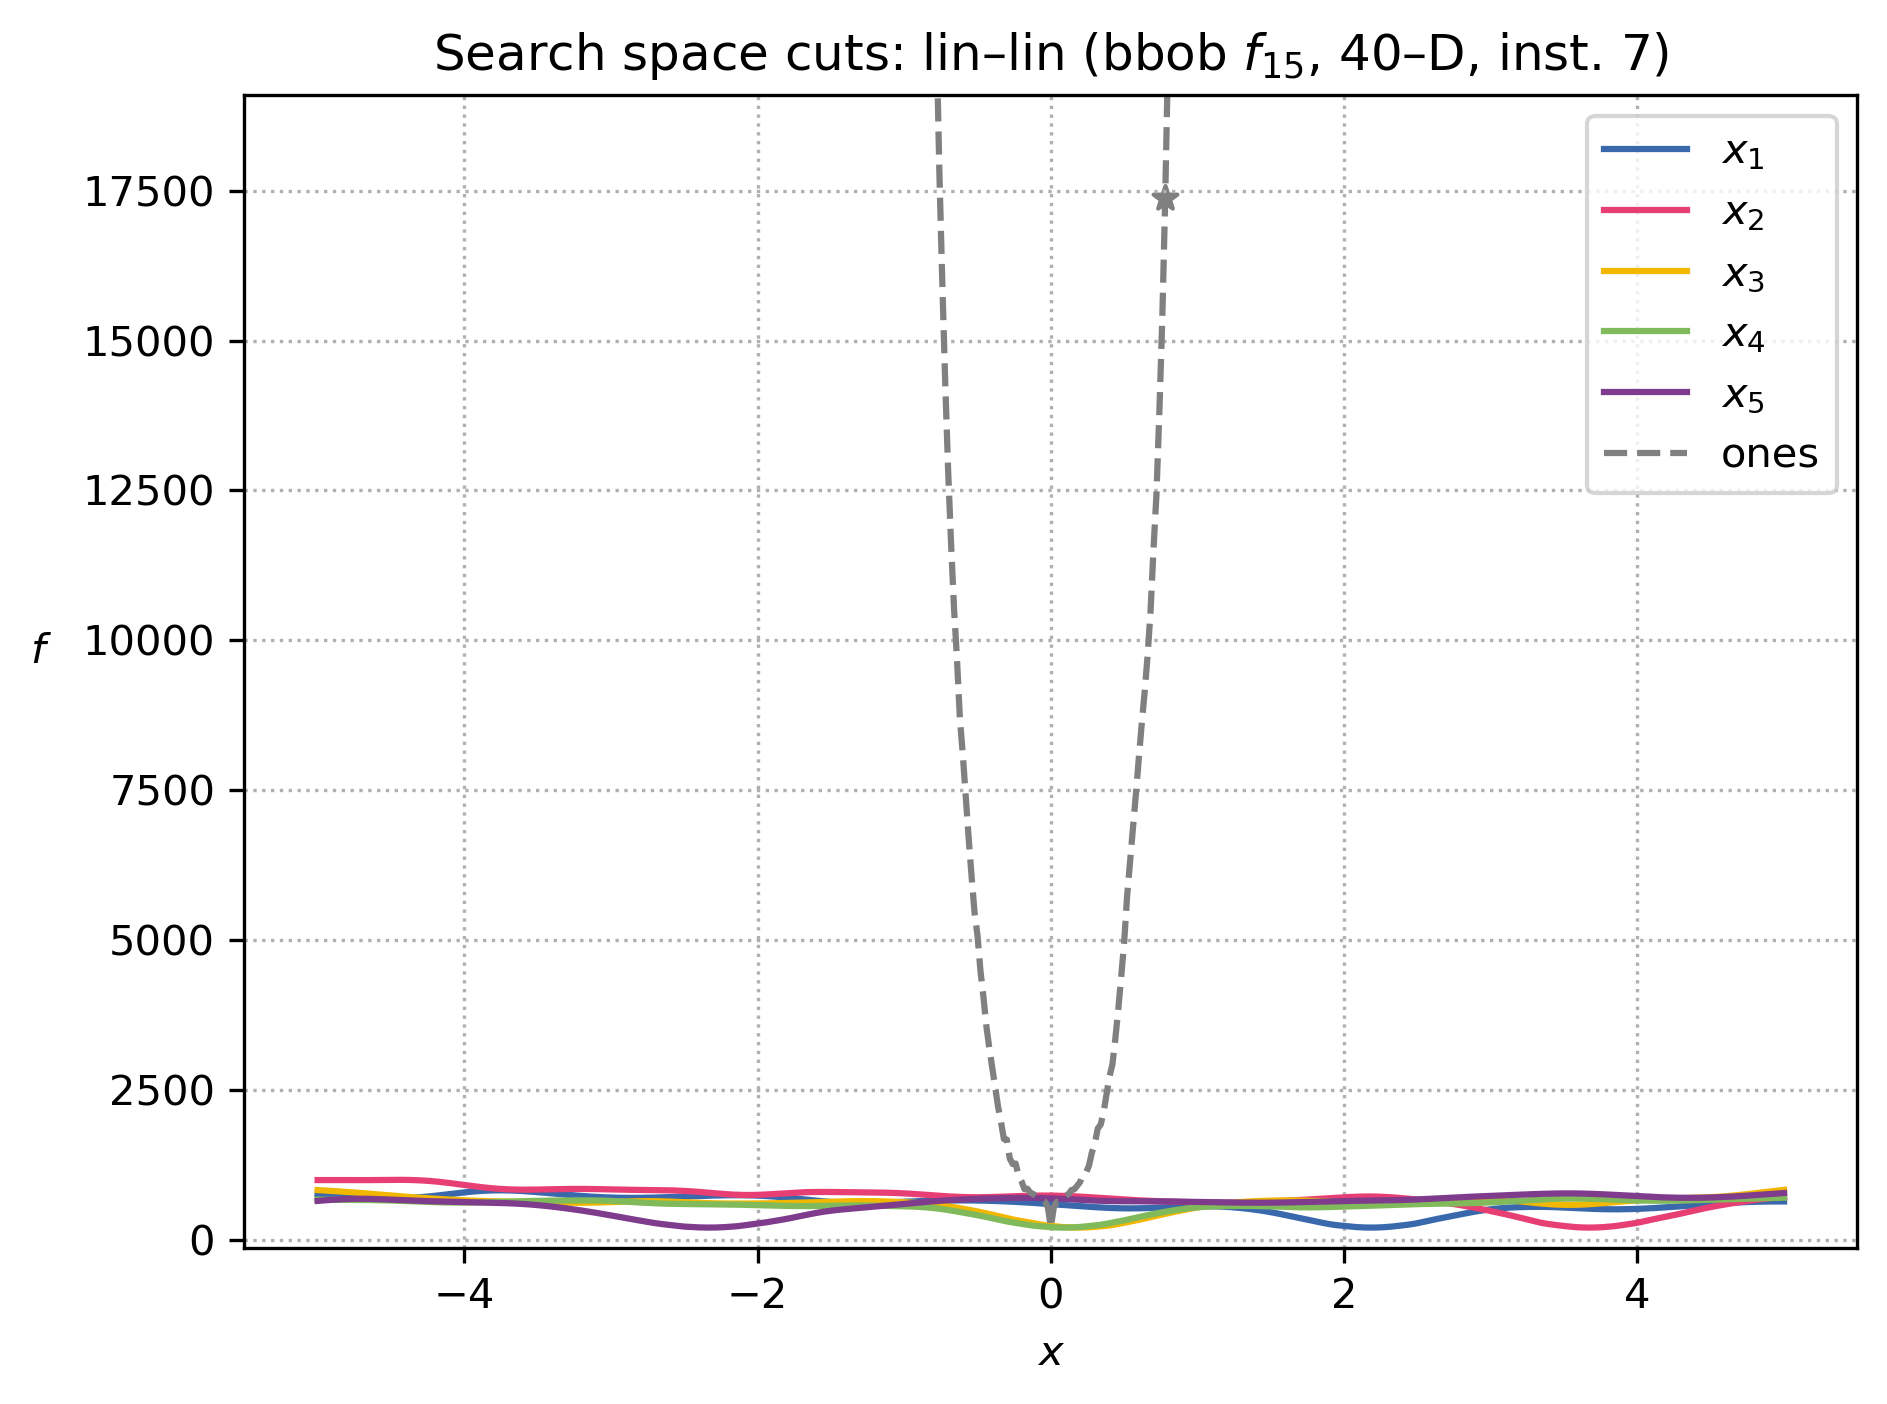 Search space cuts: lin–lin (bbob f15, 40–D, inst. 7)
17500
15000
12500
10000
7500
5000
2500
0
f
−4
−2
0
2
4
x
x1
x2
x3
x4
x5
ones